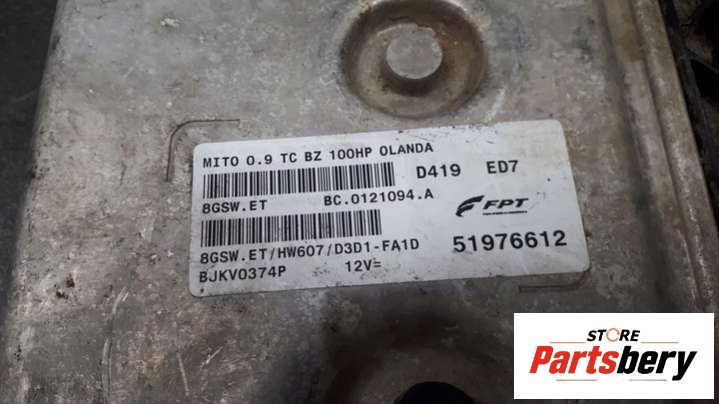 MITO 0.9 TC BZ 100HP OLANDA
D419 ED7
8GSW.ET BC.0121094.A
FPT
8GSW.ET/HW607/D3D1-FA1D 51976612
BJKV0374P 12V=
STORE
Partsbery